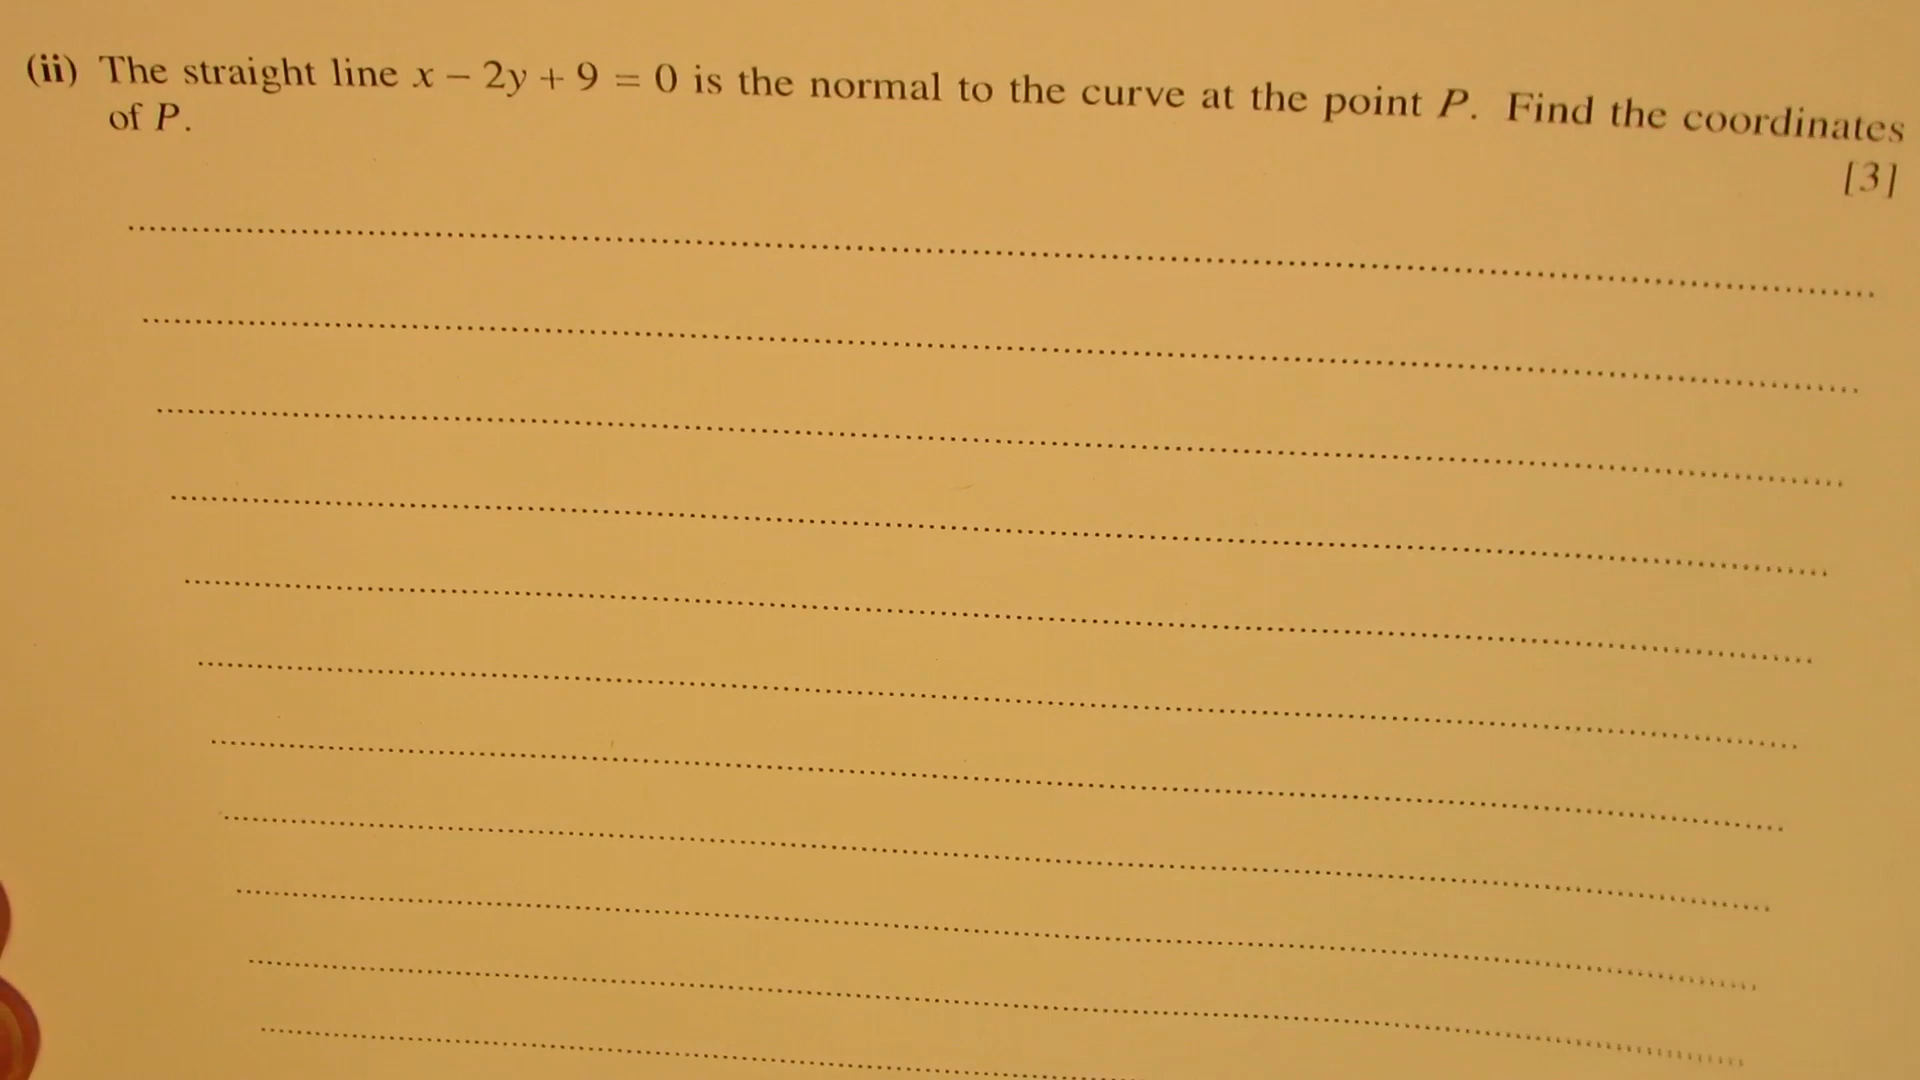 (ii) The straight line x − 2y + 9 = 0 is the normal to the curve at the point P. Find the coordinates
of P.
[3]